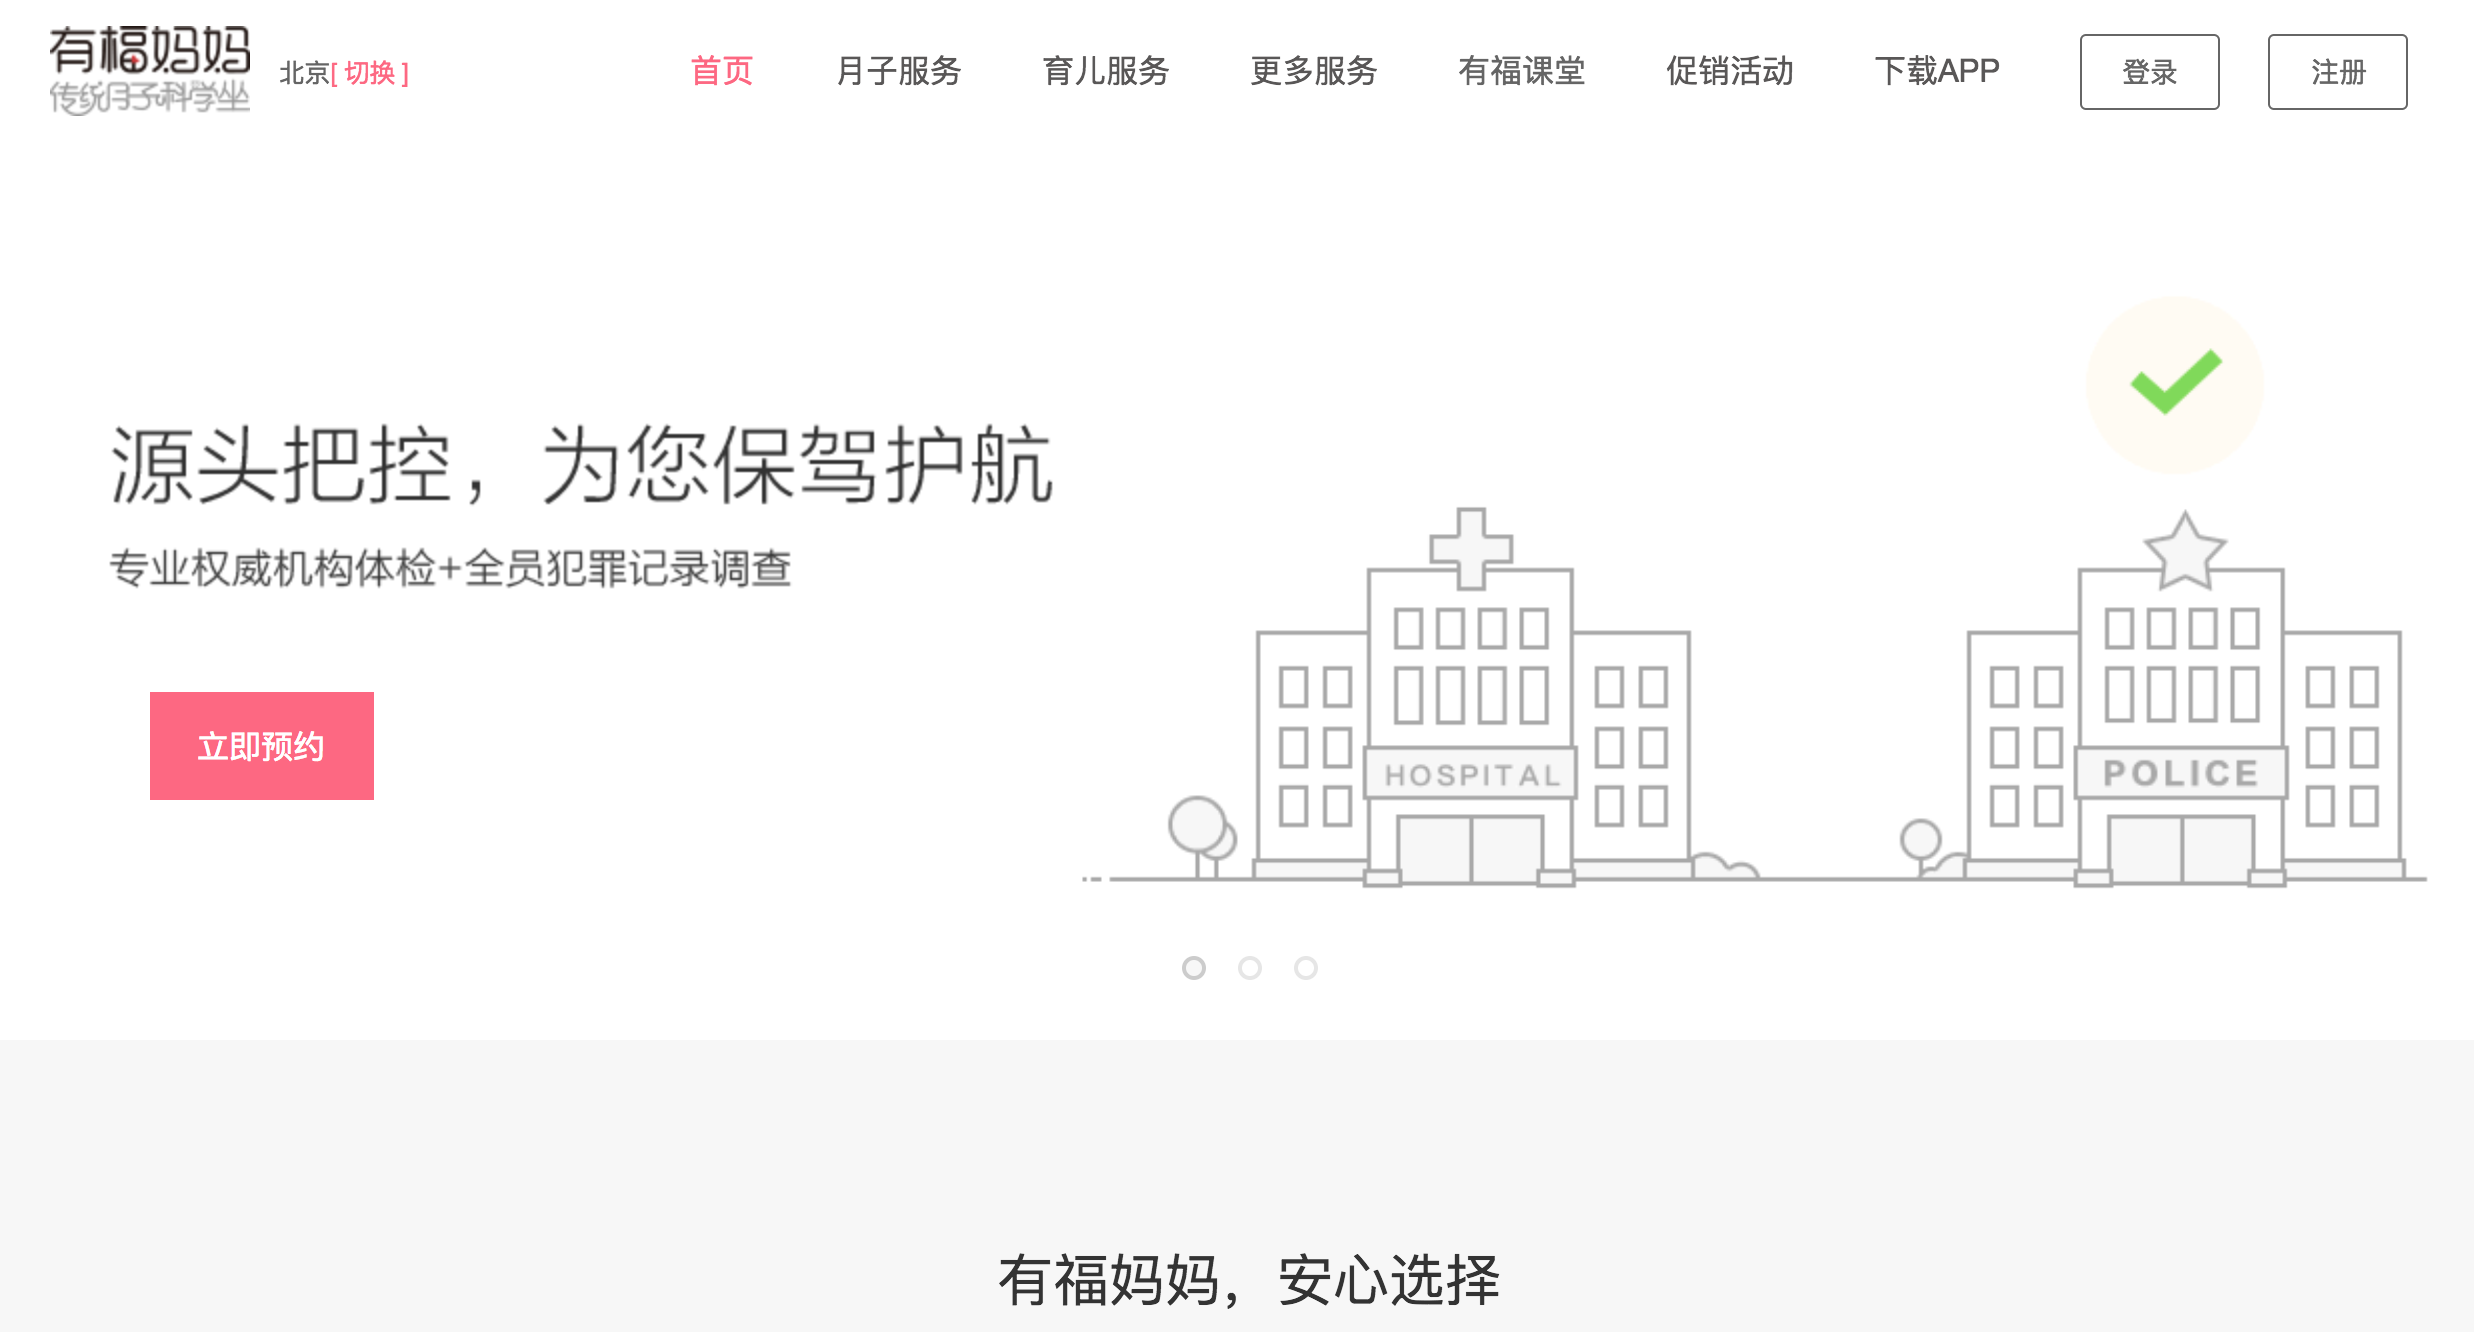 有福妈妈
传统月子科学坐
北京[ 切换 ]
首页
月子服务
育儿服务
更多服务
有福课堂
促销活动
下载APP
登录
注册
源头把控，为您保驾护航
专业权威机构体检+全员犯罪记录调查
立即预约
HOSPITAL
POLICE
有福妈妈，安心选择